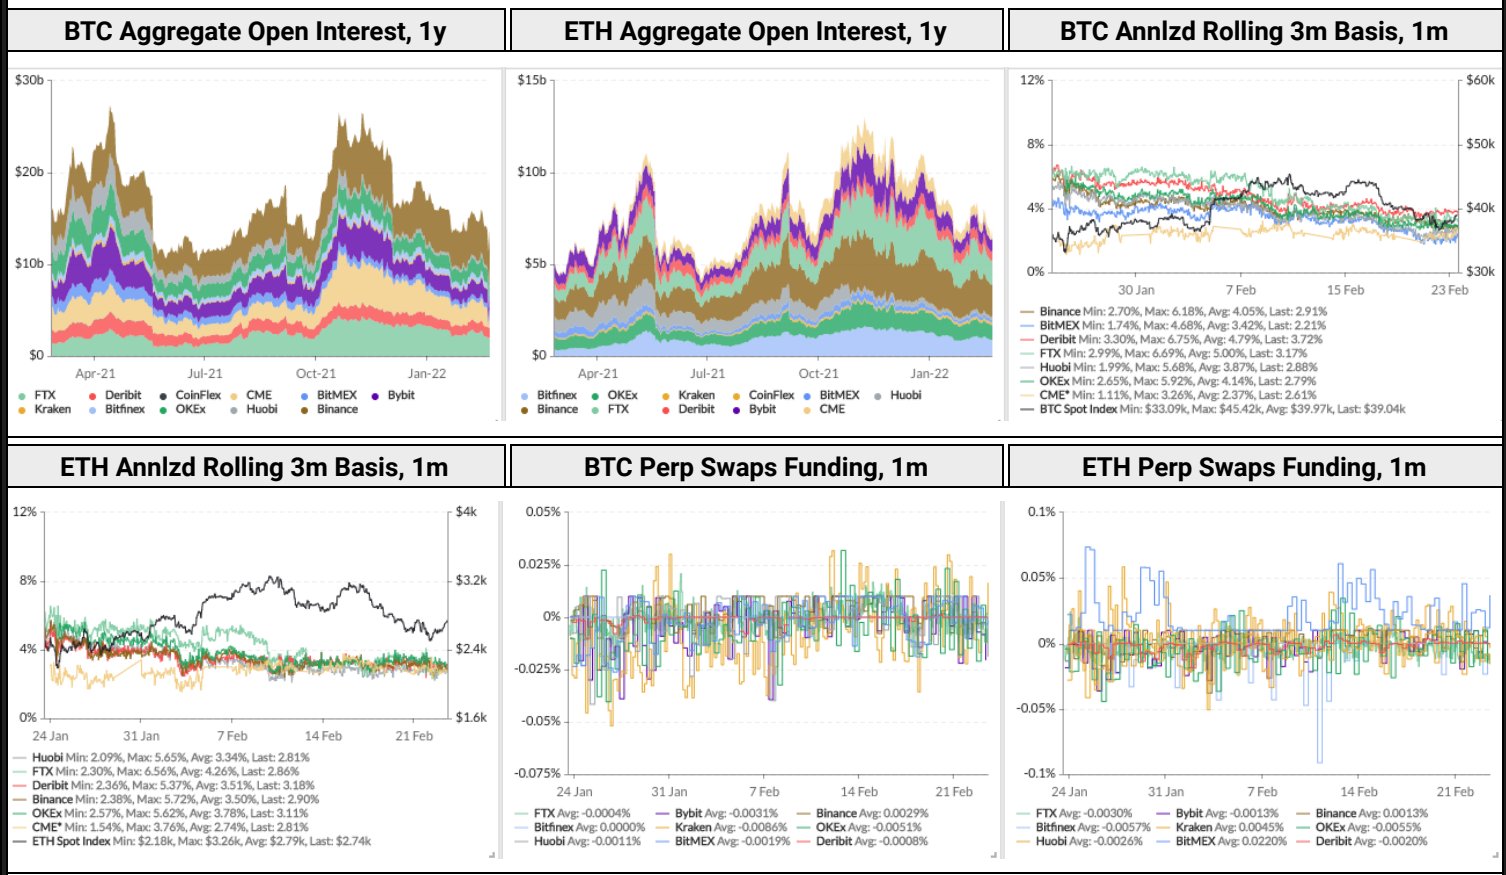 BTC Aggregate Open Interest, 1y
ETH Aggregate Open Interest, 1y
BTC Annlzd Rolling 3m Basis, 1m
$30b
$20b
$10b
$0
Apr-21 Jul-21 Oct-21 Jan-22
FTX Deribit CoinFlex CME BitMEX Bybit
Kraken Bitfinex OKEx Huobi Binance
$15b
$10b
$5b
$0
Apr-21 Jul-21 Oct-21 Jan-22
Bitfinex OKEx Kraken CoinFlex BitMEX Huobi
Binance FTX Deribit Bybit CME
12% $60k
8% $50k
4% $40k
0% $30k
30 Jan 7 Feb 15 Feb 23 Feb
Binance Min: 2.70%, Max: 6.18%, Avg: 4.05%, Last: 2.91%
BitMEX Min: 1.74%, Max: 4.68%, Avg: 3.42%, Last: 2.21%
Deribit Min: 3.30%, Max: 6.75%, Avg: 4.79%, Last: 3.72%
FTX Min: 2.99%, Max: 6.69%, Avg: 5.00%, Last: 3.17%
Huobi Min: 1.99%, Max: 5.68%, Avg: 3.87%, Last: 2.88%
OKEx Min: 2.65%, Max: 5.92%, Avg: 4.14%, Last: 2.79%
CME* Min: 1.11%, Max: 3.26%, Avg: 2.37%, Last: 2.61%
BTC Spot Index Min: $33.09k, Max: $45.42k, Avg: $39.97k, Last: $39.04k
ETH Annlzd Rolling 3m Basis, 1m
BTC Perp Swaps Funding, 1m
ETH Perp Swaps Funding, 1m
12% $4k
8% $3.2k
4% $2.4k
0% $1.6k
24 Jan 31 Jan 7 Feb 14 Feb 21 Feb
Huobi Min: 2.09%, Max: 5.65%, Avg: 3.34%, Last: 2.81%
FTX Min: 2.30%, Max: 6.56%, Avg: 4.26%, Last: 2.86%
Deribit Min: 2.36%, Max: 5.37%, Avg: 3.51%, Last: 3.18%
Binance Min: 2.38%, Max: 5.72%, Avg: 3.50%, Last: 2.90%
OKEx Min: 2.57%, Max: 5.62%, Avg: 3.78%, Last: 3.11%
CME* Min: 1.54%, Max: 3.76%, Avg: 2.74%, Last: 2.81%
ETH Spot Index Min: $2.18k, Max: $3.26k, Avg: $2.79k, Last: $2.74k
0.05%
0.025%
0%
-0.025%
-0.05%
-0.075%
24 Jan 31 Jan 7 Feb 14 Feb 21 Feb
FTX Avg: -0.0004% Bybit Avg: -0.0031% Binance Avg: 0.0029%
Bitfinex Avg: 0.0000% Kraken Avg: -0.0086% OKEx Avg: -0.0051%
Huobi Avg: -0.0011% BitMEX Avg: -0.0019% Deribit Avg: -0.0008%
0.1%
0.05%
0%
-0.05%
-0.1%
24 Jan 31 Jan 7 Feb 14 Feb 21 Feb
FTX Avg: -0.0030% Bybit Avg: -0.0013% Binance Avg: 0.0013%
Bitfinex Avg: -0.0057% Kraken Avg: 0.0045% OKEx Avg: -0.0055%
Huobi Avg: -0.0026% BitMEX Avg: 0.0220% Deribit Avg: -0.0020%